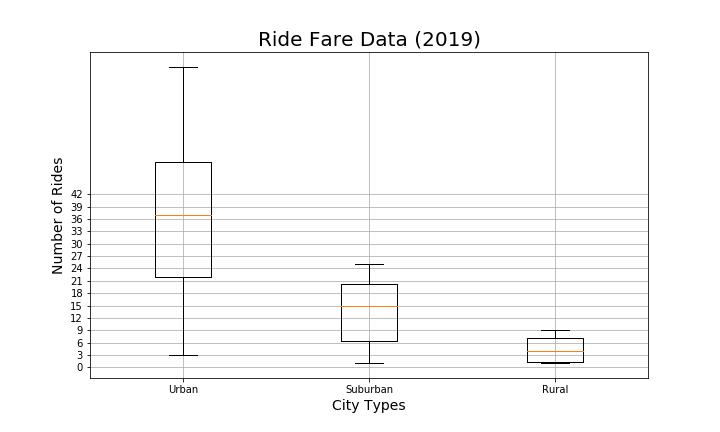 Ride Fare Data (2019)
Number of Rides
42
39
36
33
30
27
24
21
18
15
12
9
6
3
0
Urban
Suburban
Rural
City Types